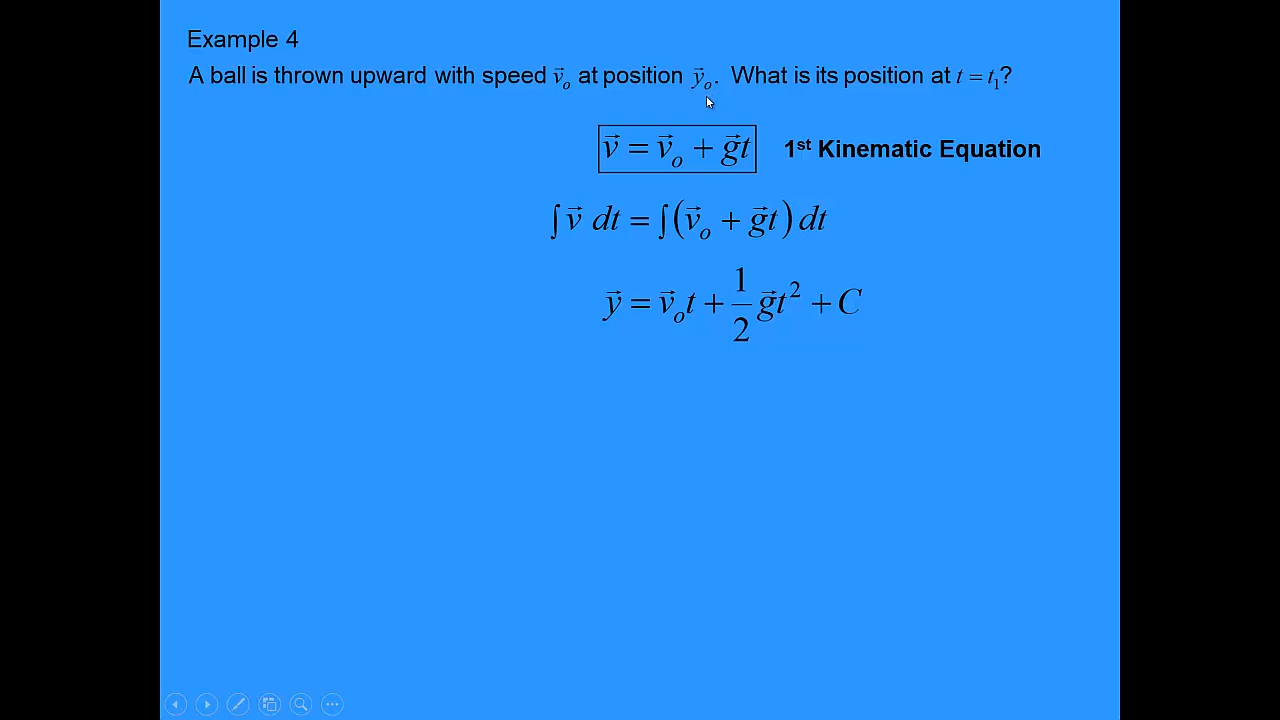 Example 4
A ball is thrown upward with speed v⃗ₒ at position y⃗ₒ. What is its position at t = t₁?
v⃗ = v⃗ₒ + g⃗t 1st Kinematic Equation
∫ v⃗ dt = ∫(v⃗ₒ + g⃗t) dt
y⃗ = v⃗ₒt + 1/2 g⃗t² + C